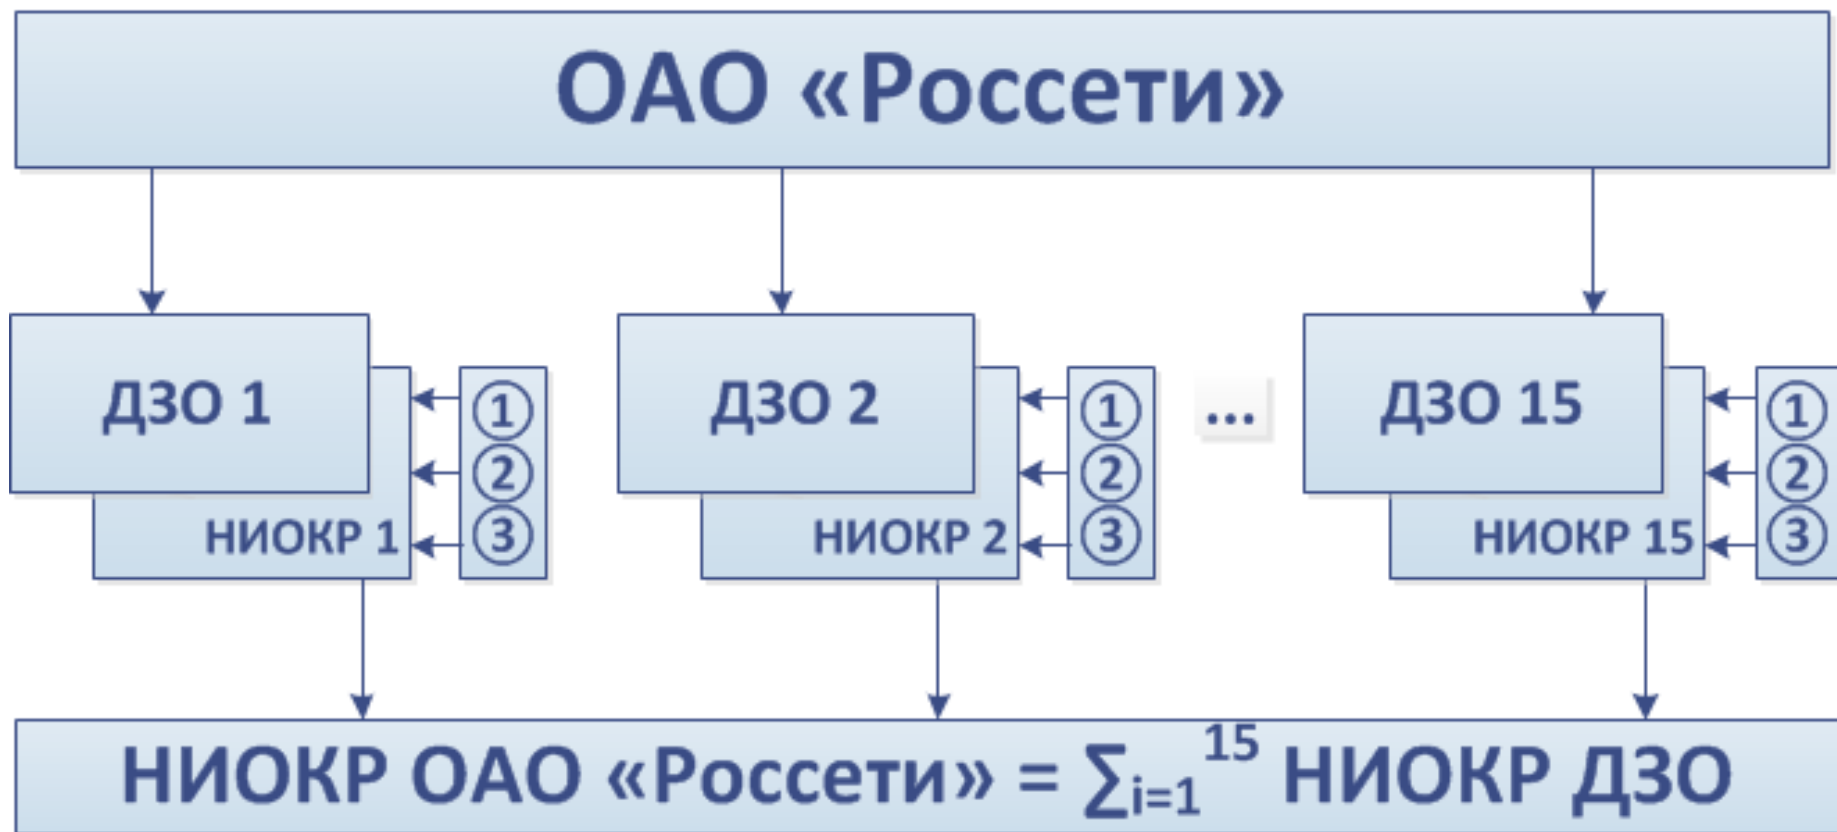 ОАО «Россети»
ДЗО 1
НИОКР 1
1
2
3
ДЗО 2
НИОКР 2
1
2
3
...
ДЗО 15
НИОКР 15
1
2
3
НИОКР ОАО «Россети» = ∑i=1 15 НИОКР ДЗО